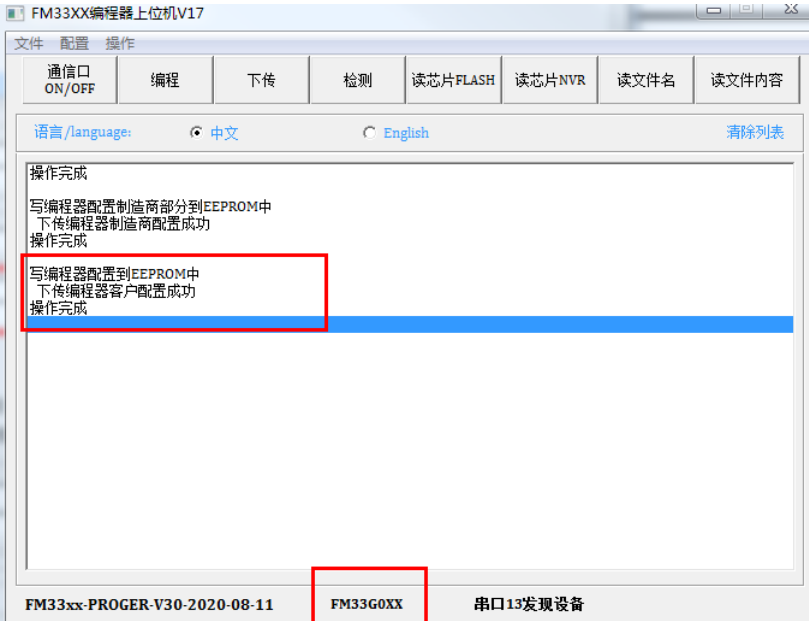 FM33XX编程器上位机V17
文件 配置 操作
通信口 ON/OFF 编程 下传 检测 读芯片FLASH 读芯片NVR 读文件名 读文件内容
语言/language: 中文 English 清除列表
操作完成
写编程器配置制造商部分到EEPROM中
下传编程器制造商配置成功
操作完成
写编程器配置到EEPROM中
下传编程器客户配置成功
操作完成
FM33xx-PROGER-V30-2020-08-11 FM33G0XX 串口13发现设备